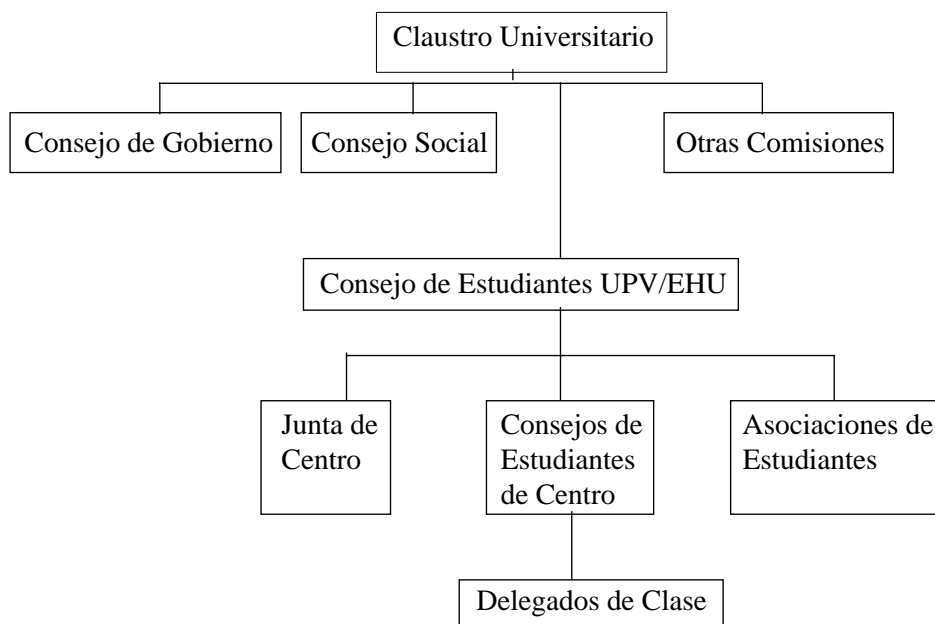 Claustro Universitario
Consejo de Gobierno
Consejo Social
Otras Comisiones
Consejo de Estudiantes UPV/EHU
Junta de
Centro
Consejos de
Estudiantes
de Centro
Asociaciones de
Estudiantes
Delegados de Clase